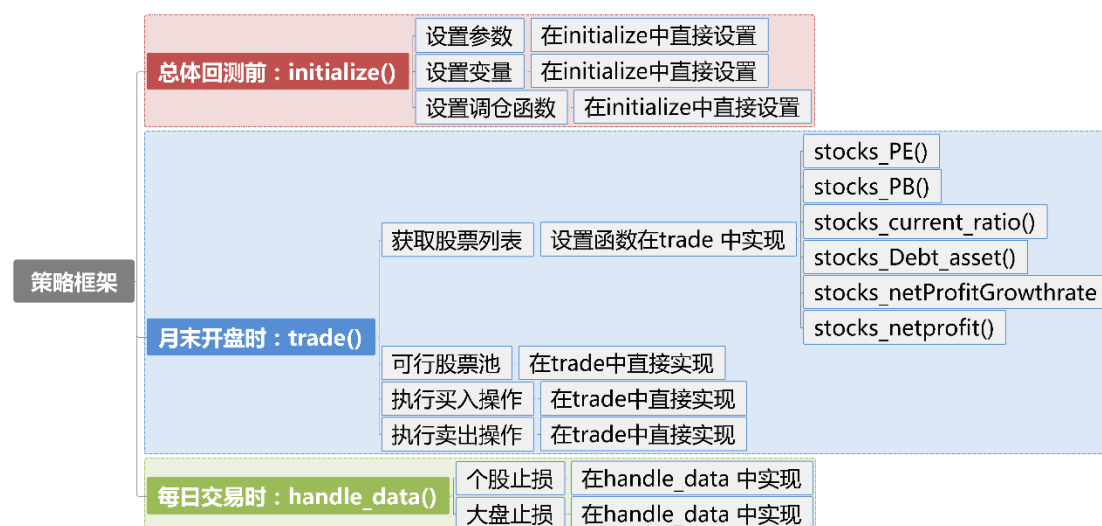 策略框架
总体回测前：initialize()
设置参数 在initialize中直接设置
设置变量 在initialize中直接设置
设置调仓函数 在initialize中直接设置
月末开盘时：trade()
获取股票列表 设置函数在trade 中实现
stocks_PE()
stocks_PB()
stocks_current_ratio()
stocks_Debt_asset()
stocks_netProfitGrowthrate
stocks_netprofit()
可行股票池 在trade中直接实现
执行买入操作 在trade中直接实现
执行卖出操作 在trade中直接实现
每日交易时：handle_data()
个股止损 在handle_data 中实现
大盘止损 在handle_data 中实现